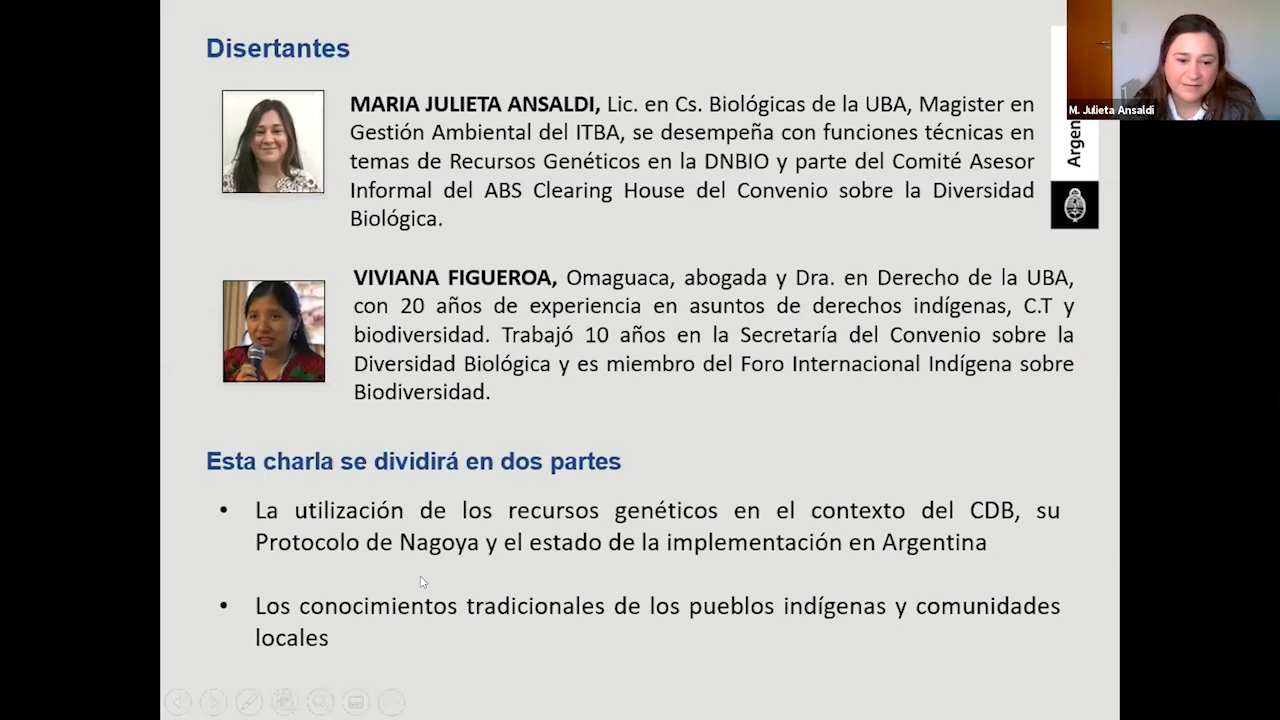 Disertantes
MARIA JULIETA ANSALDI, Lic. en Cs. Biológicas de la UBA, Magister en
Gestión Ambiental del ITBA, se desempeña con funciones técnicas en
temas de Recursos Genéticos en la DNBIO y parte del Comité Asesor
Informal del ABS Clearing House del Convenio sobre la Diversidad
Biológica.
M. Julieta Ansaldi
Argen
VIVIANA FIGUEROA, Omaguaca, abogada y Dra. en Derecho de la UBA,
con 20 años de experiencia en asuntos de derechos indígenas, C.T y
biodiversidad. Trabajó 10 años en la Secretaría del Convenio sobre la
Diversidad Biológica y es miembro del Foro Internacional Indígena sobre
Biodiversidad.
Esta charla se dividirá en dos partes
• La utilización de los recursos genéticos en el contexto del CDB, su
Protocolo de Nagoya y el estado de la implementación en Argentina
• Los conocimientos tradicionales de los pueblos indígenas y comunidades
locales